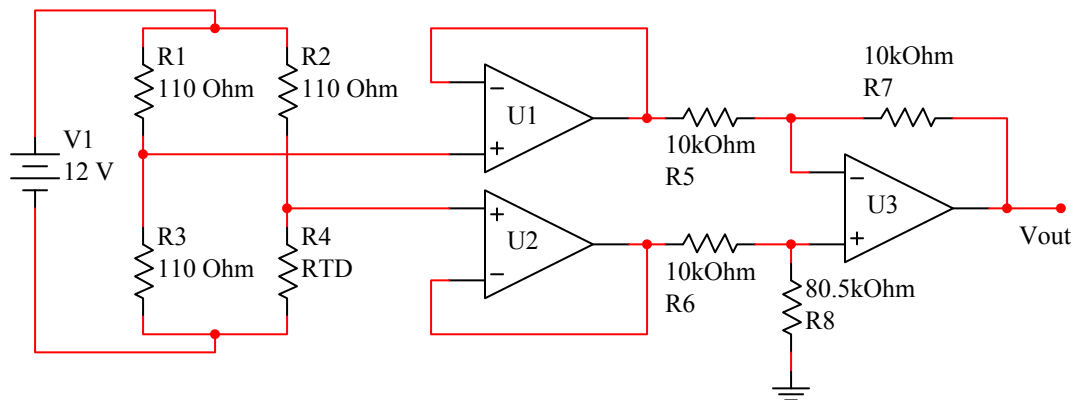 R1
110 Ohm
R2
110 Ohm
V1
12 V
R3
110 Ohm
R4
RTD
−
U1
+
+
U2
−
10kOhm
R5
10kOhm
R6
10kOhm
R7
−
U3
+
Vout
80.5kOhm
R8